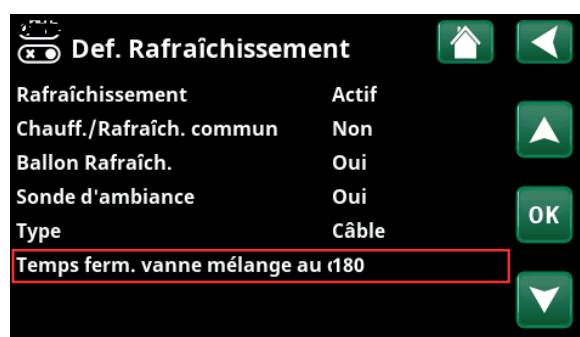 Def. Rafraîchissement
Rafraîchissement Actif
Chauff./Rafraîch. commun Non
Ballon Rafraîch. Oui
Sonde d'ambiance Oui
Type Câble
Temps ferm. vanne mélange au 180
OK